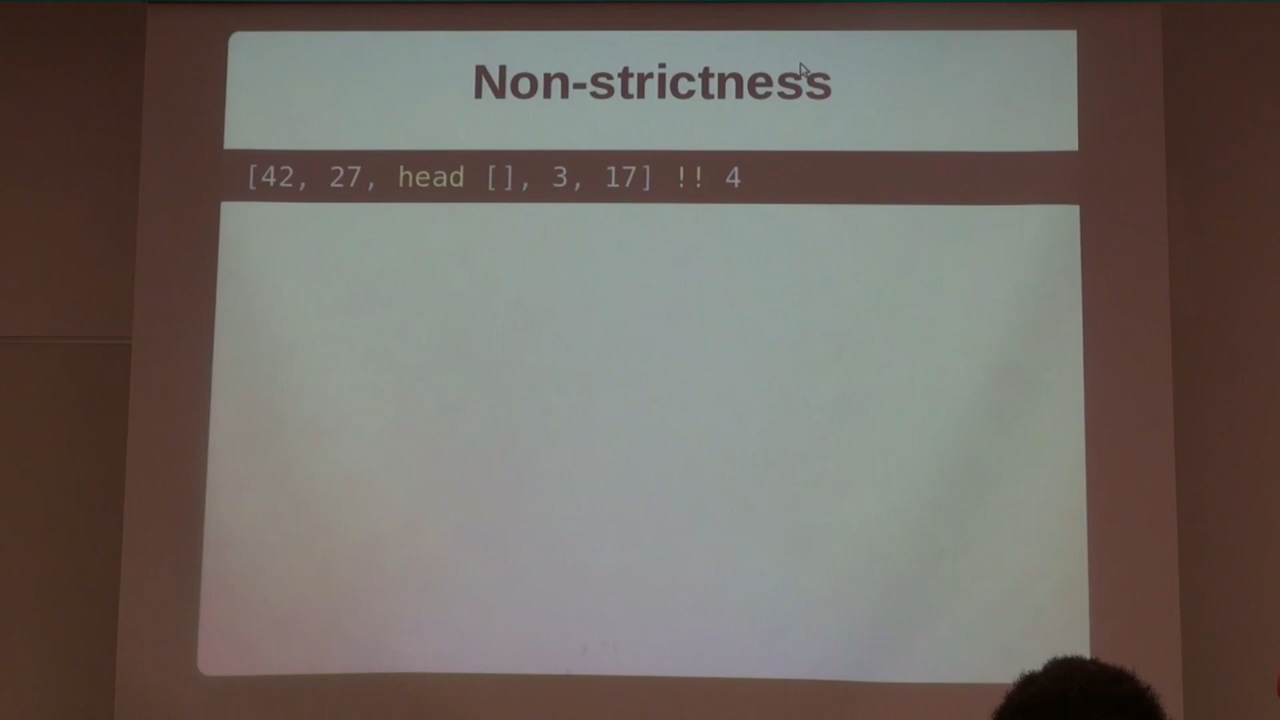 Non-strictness
[42, 27, head [], 3, 17] !! 4